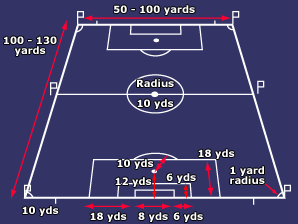 50 - 100 yards
100 - 130
yards
Radius
10 yds
10 yds
18 yds
12 yds
6 yds
1 yard
radius
10 yds
18 yds
8 yds
6 yds